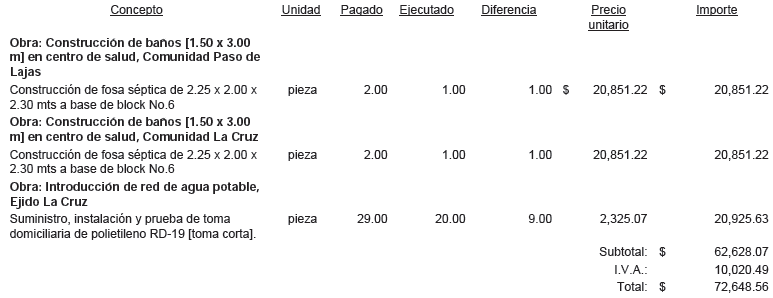 Concepto Unidad Pagado Ejecutado Diferencia Precio unitario Importe
Obra: Construcción de baños [1.50 x 3.00
m] en centro de salud, Comunidad Paso de
Lajas
Construcción de fosa séptica de 2.25 x 2.00 x pieza 2.00 1.00 1.00 $ 20,851.22 $ 20,851.22
2.30 mts a base de block No.6
Obra: Construcción de baños [1.50 x 3.00
m] en centro de salud, Comunidad La Cruz
Construcción de fosa séptica de 2.25 x 2.00 x pieza 2.00 1.00 1.00 20,851.22 20,851.22
2.30 mts a base de block No.6
Obra: Introducción de red de agua potable,
Ejido La Cruz
Suministro, instalación y prueba de toma pieza 29.00 20.00 9.00 2,325.07 20,925.63
domiciliaria de polietileno RD-19 [toma corta].
Subtotal: $ 62,628.07
I.V.A.: 10,020.49
Total: $ 72,648.56